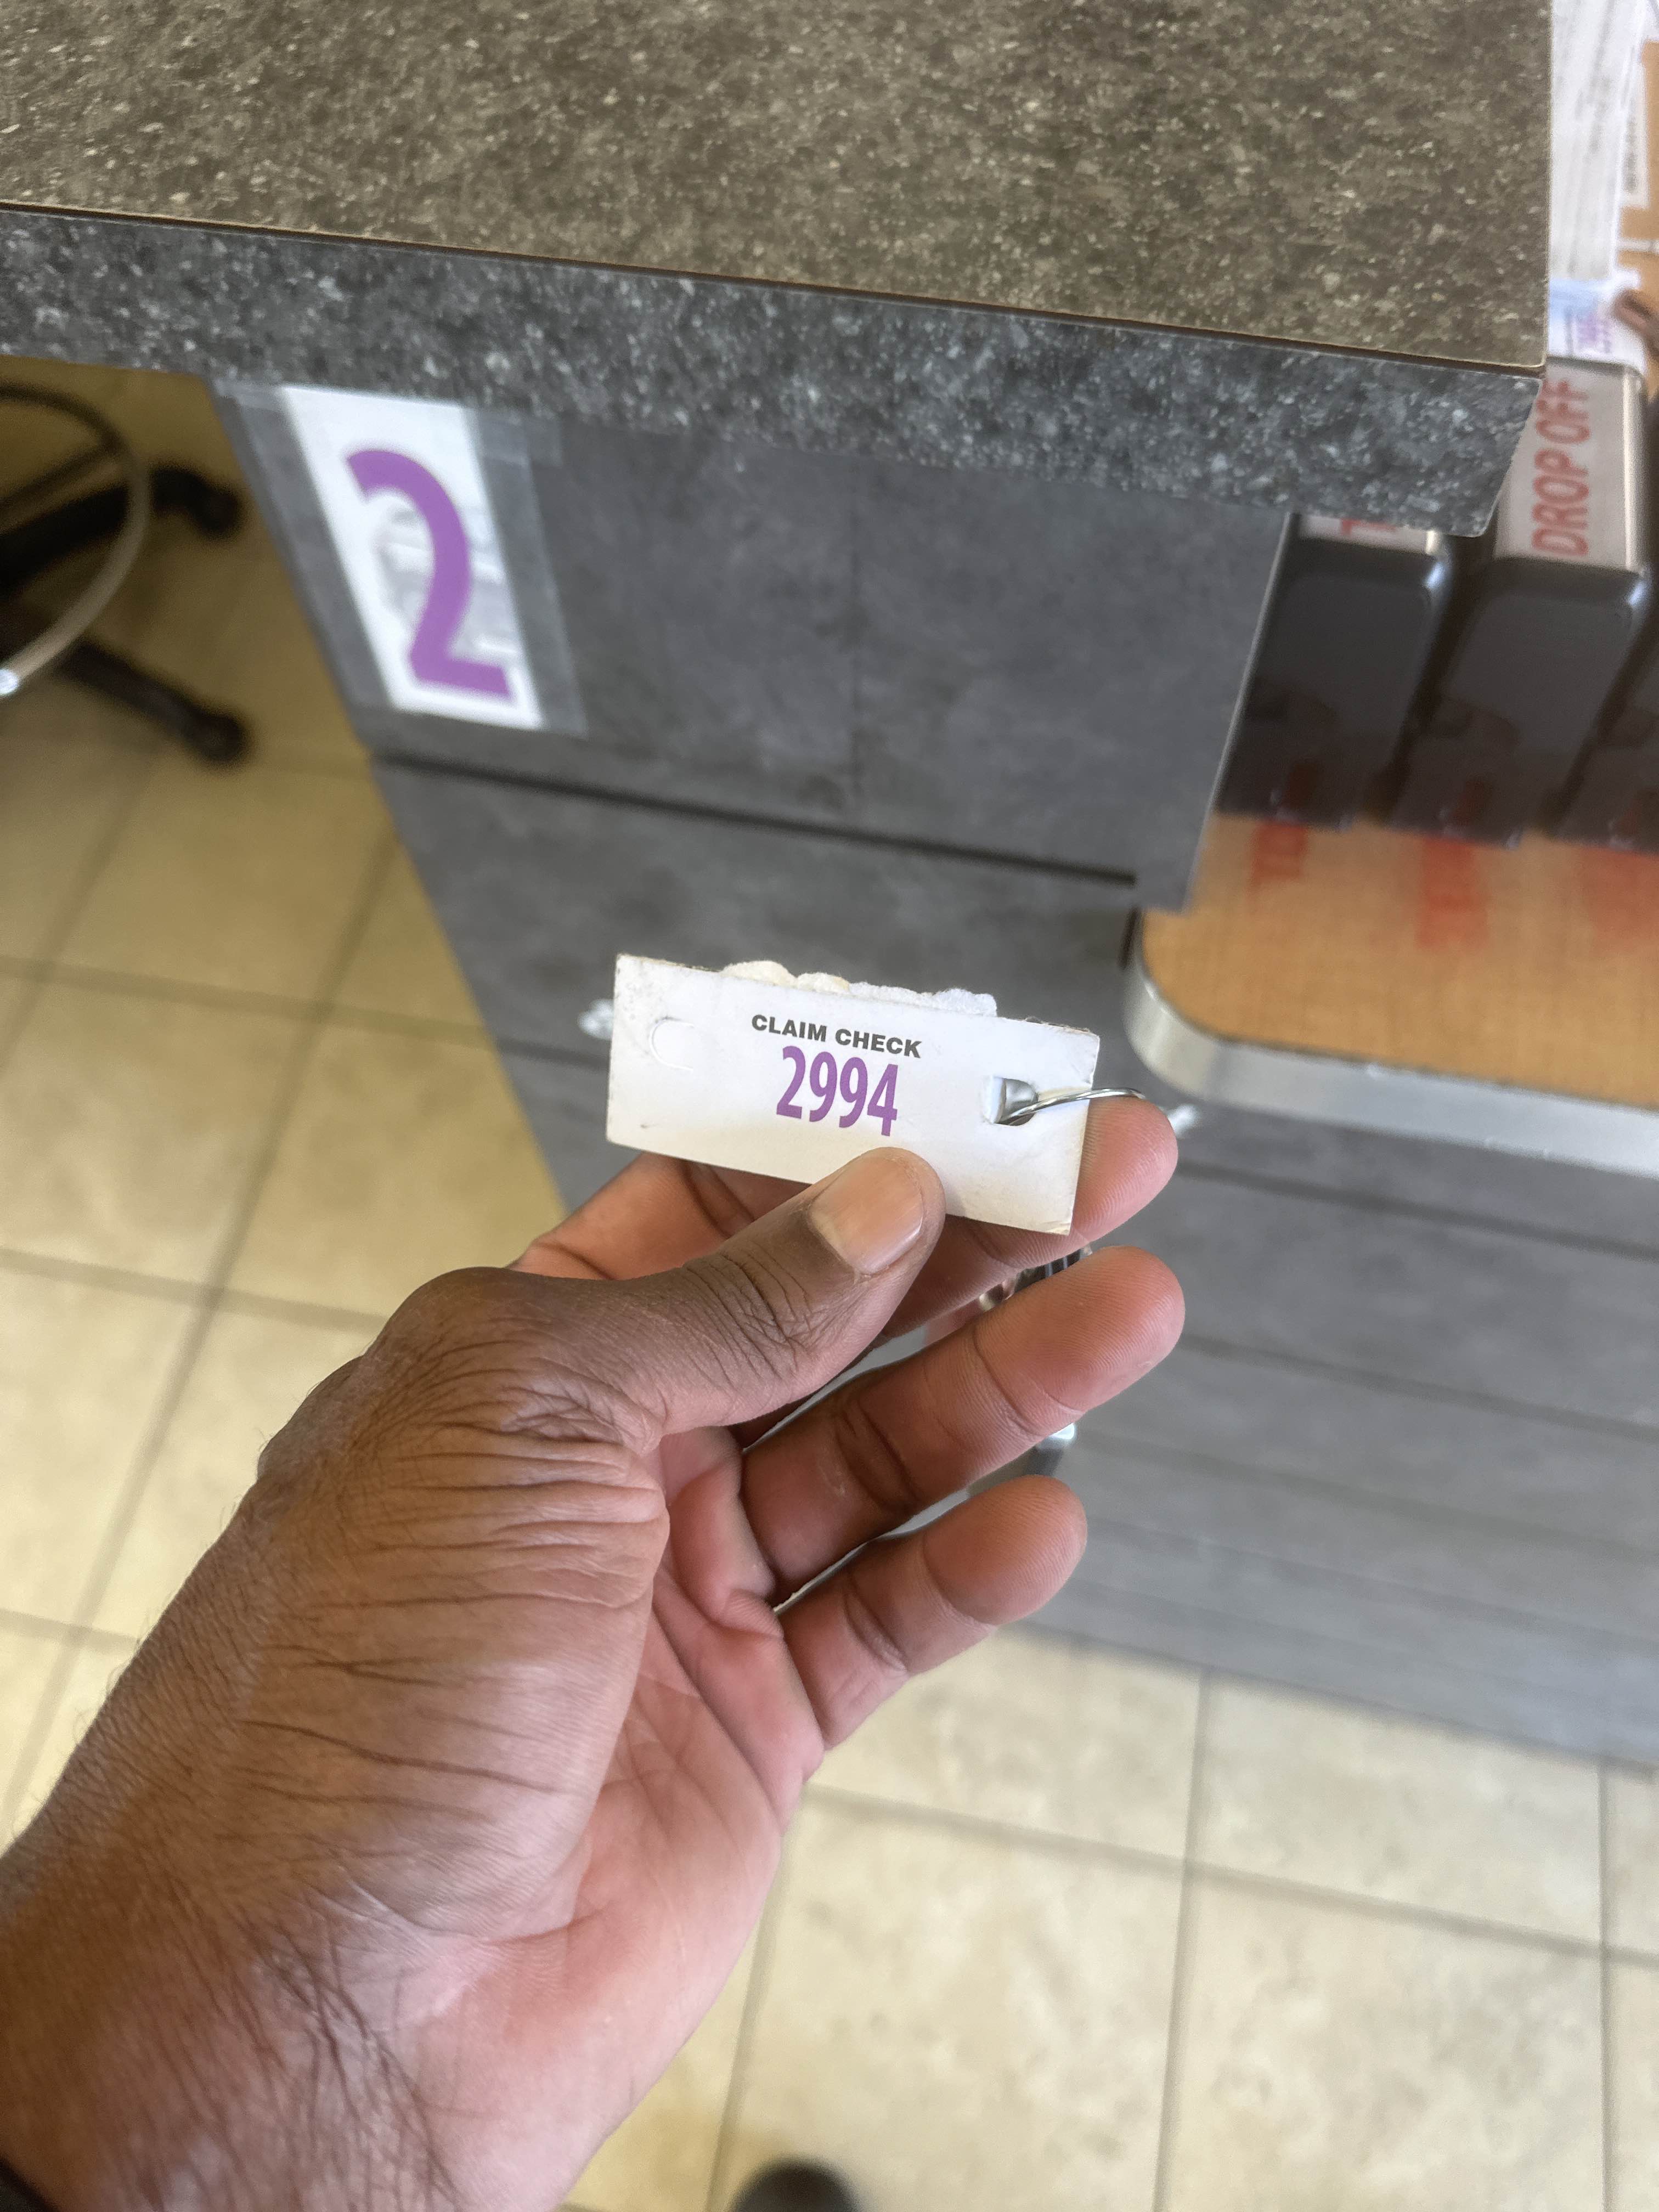 2
DROP OFF
CLAIM CHECK
2994